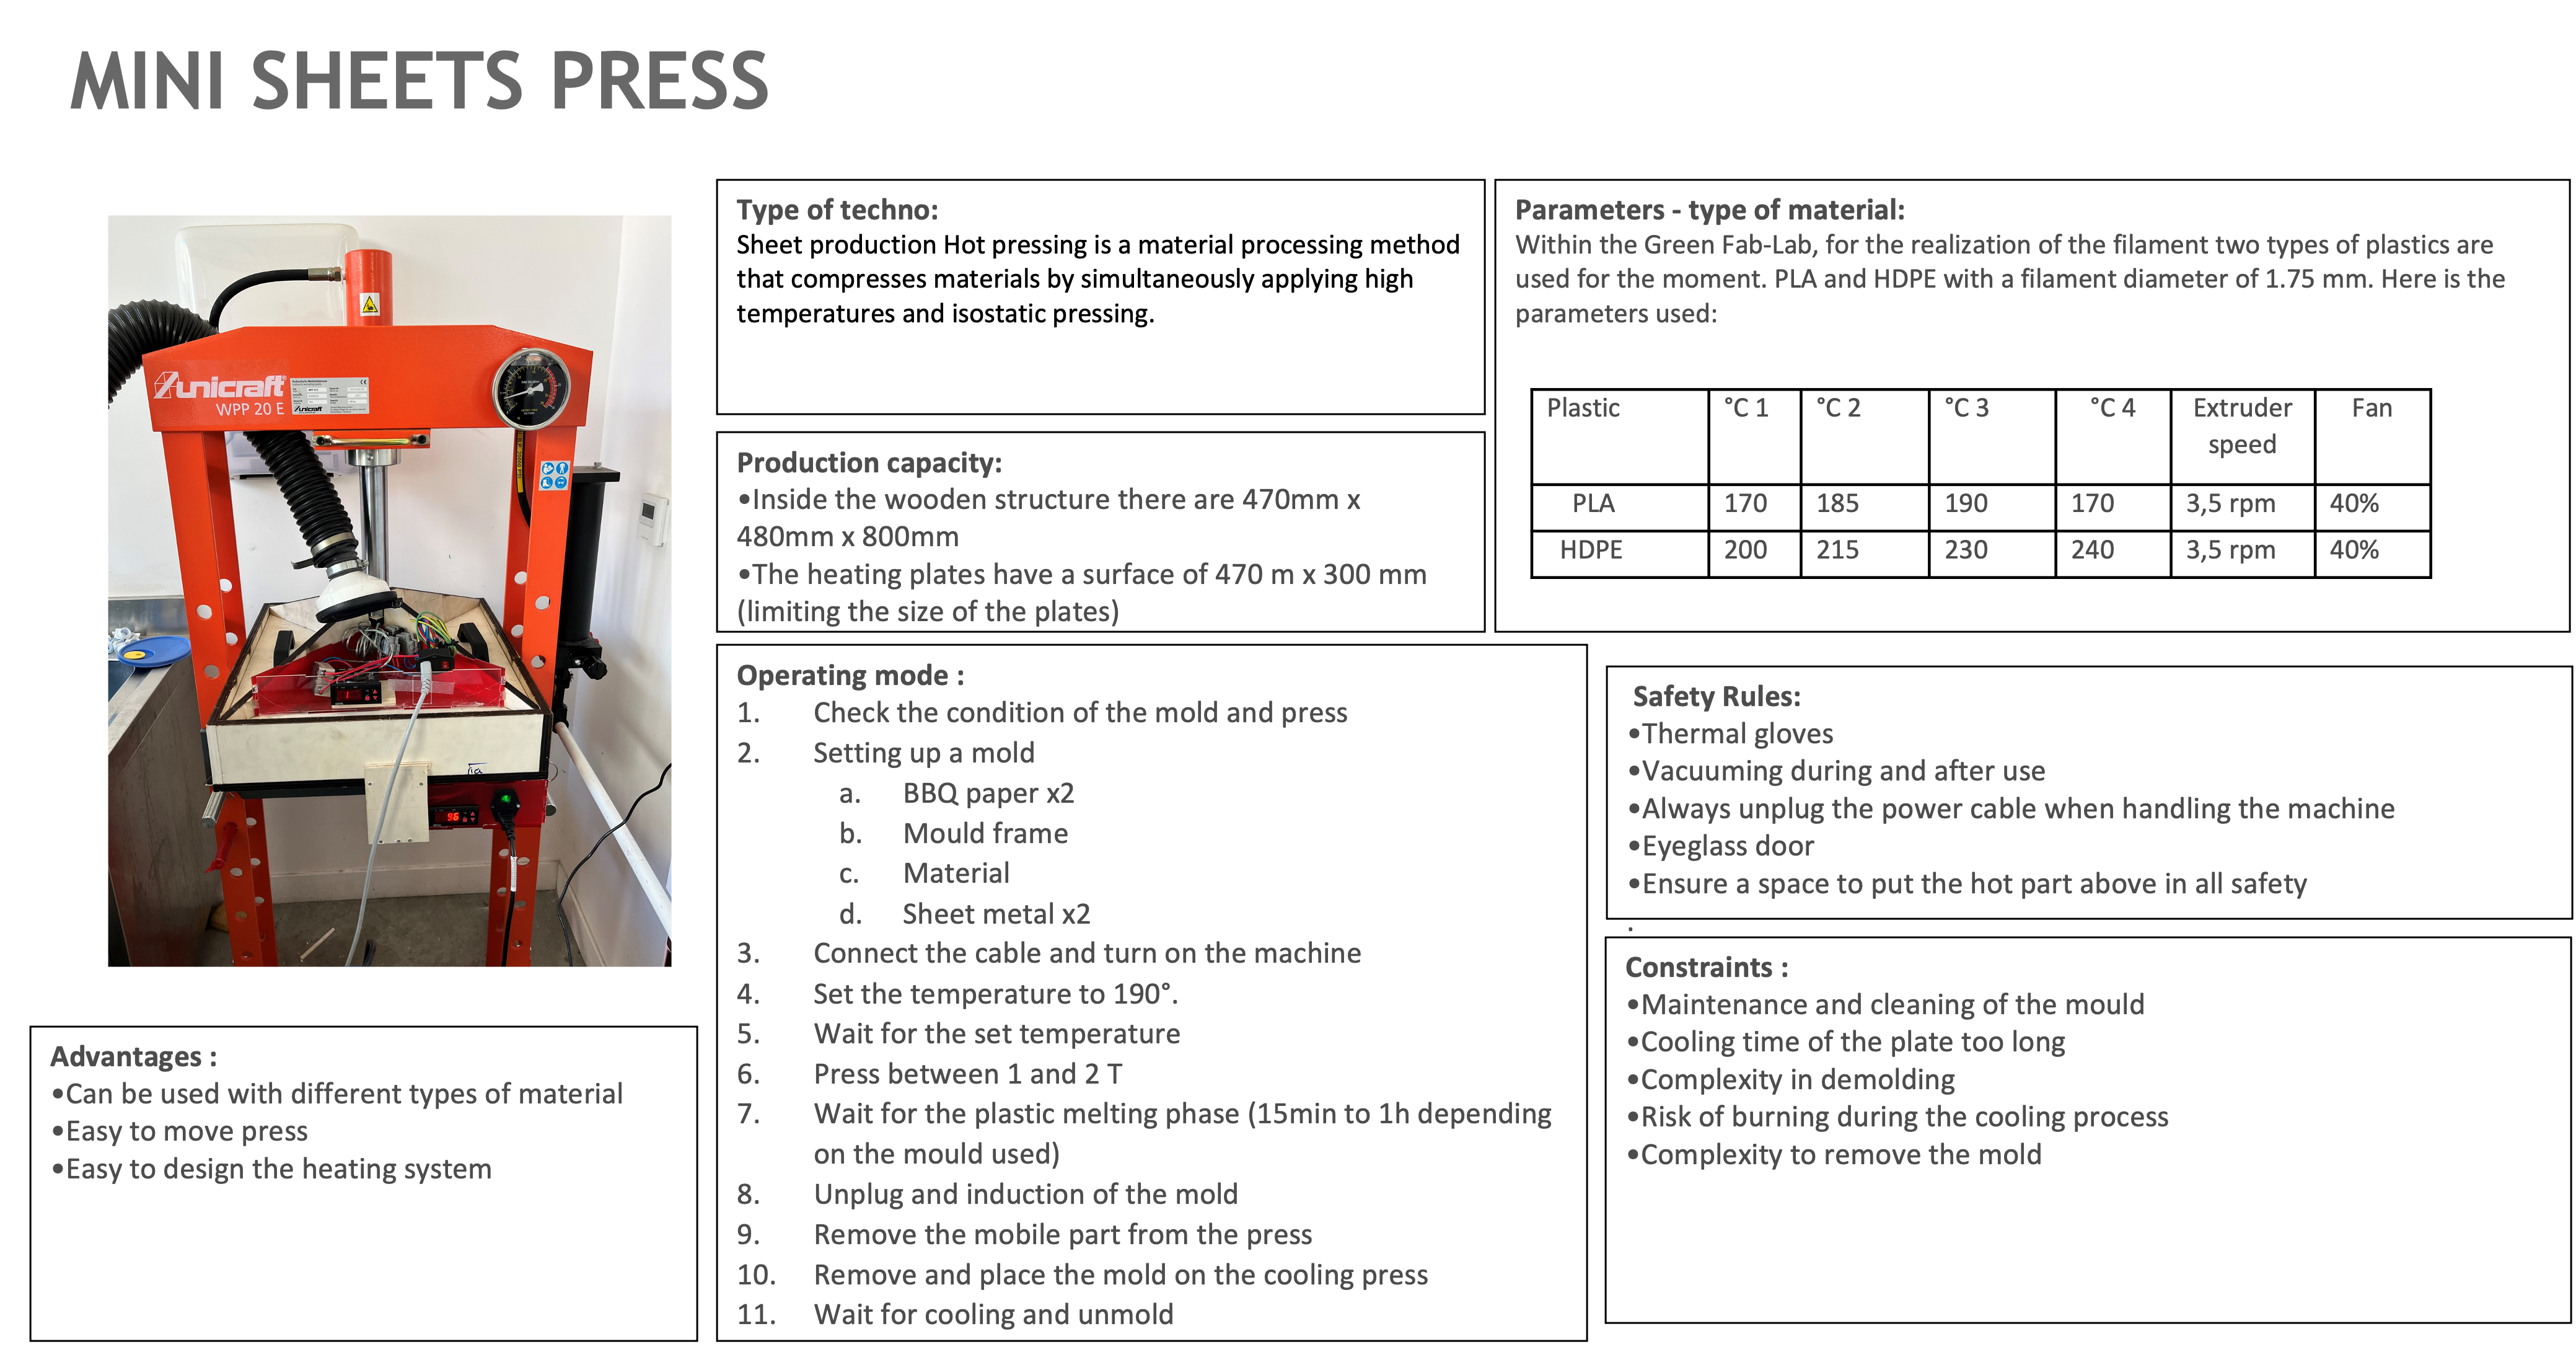 MINI SHEETS PRESS
unicraft
WPP 20 E
unicraft
96
Type of techno:
Sheet production Hot pressing is a material processing method
that compresses materials by simultaneously applying high
temperatures and isostatic pressing.
Parameters - type of material:
Within the Green Fab-Lab, for the realization of the filament two types of plastics are
used for the moment. PLA and HDPE with a filament diameter of 1.75 mm. Here is the
parameters used:
Plastic °C 1 °C 2 °C 3 °C 4 Extruder speed Fan
PLA 170 185 190 170 3,5 rpm 40%
HDPE 200 215 230 240 3,5 rpm 40%
Production capacity:
•Inside the wooden structure there are 470mm x
480mm x 800mm
•The heating plates have a surface of 470 m x 300 mm
(limiting the size of the plates)
Operating mode :
1. Check the condition of the mold and press
2. Setting up a mold
a. BBQ paper x2
b. Mould frame
c. Material
d. Sheet metal x2
3. Connect the cable and turn on the machine
4. Set the temperature to 190°.
5. Wait for the set temperature
6. Press between 1 and 2 T
7. Wait for the plastic melting phase (15min to 1h depending
on the mould used)
8. Unplug and induction of the mold
9. Remove the mobile part from the press
10. Remove and place the mold on the cooling press
11. Wait for cooling and unmold
Safety Rules:
•Thermal gloves
•Vacuuming during and after use
•Always unplug the power cable when handling the machine
•Eyeglass door
•Ensure a space to put the hot part above in all safety
.
Constraints :
•Maintenance and cleaning of the mould
•Cooling time of the plate too long
•Complexity in demolding
•Risk of burning during the cooling process
•Complexity to remove the mold
Advantages :
•Can be used with different types of material
•Easy to move press
•Easy to design the heating system